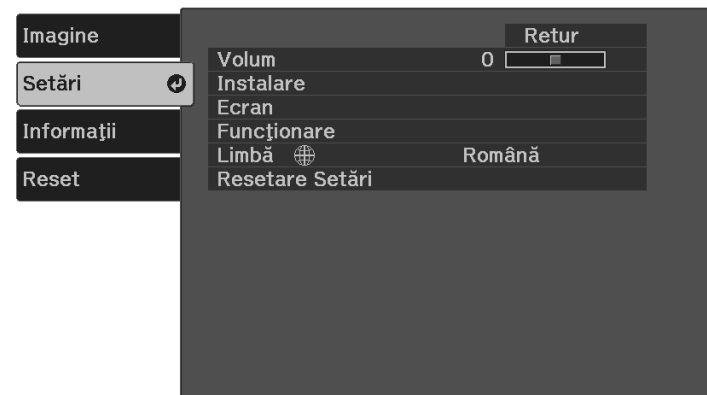 Imagine
Setări
Informaţii
Reset
Retur
Volum 0
Instalare
Ecran
Funcţionare
Limbă Română
Resetare Setări